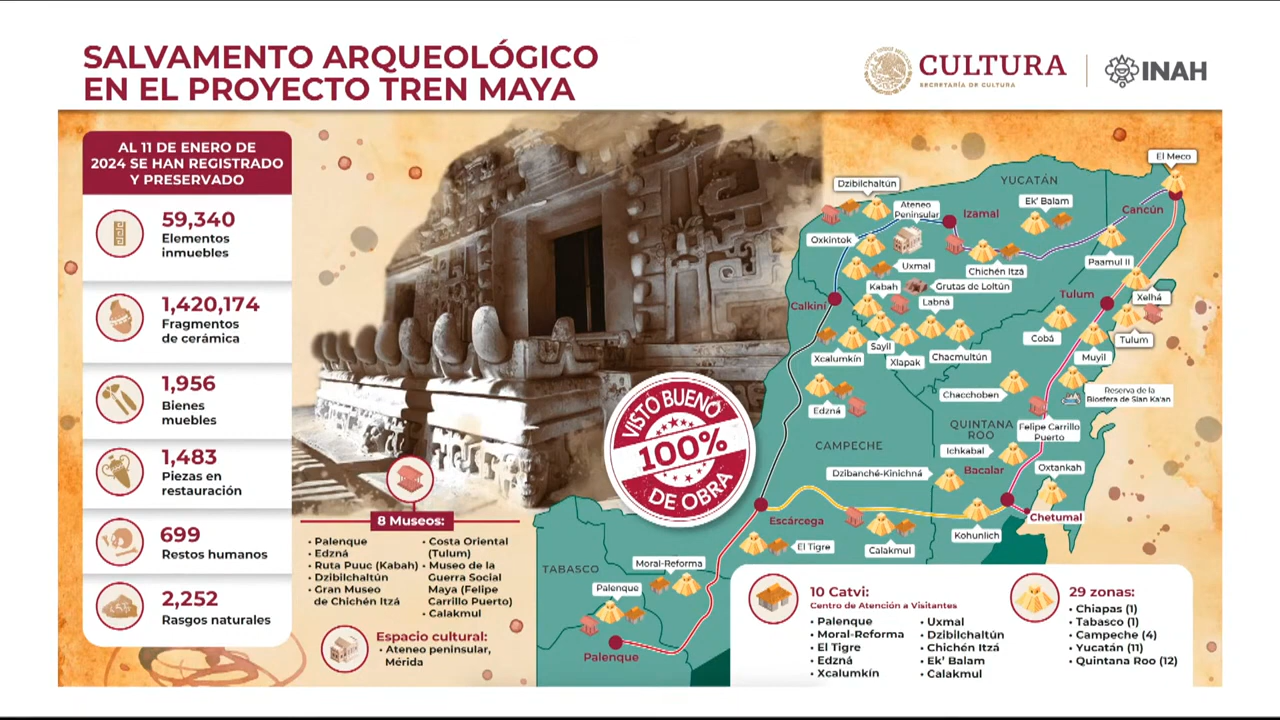 SALVAMENTO ARQUEOLÓGICO
EN EL PROYECTO TREN MAYA
CULTURA
SECRETARÍA DE CULTURA
INAH
AL 11 DE ENERO DE
2024 SE HAN REGISTRADO
Y PRESERVADO
59,340
Elementos
inmuebles
1,420,174
Fragmentos
de cerámica
1,956
Bienes
muebles
1,483
Piezas en
restauración
699
Restos humanos
2,252
Rasgos naturales
VISTO BUENO
100%
DE OBRA
8 Museos:
• Palenque
• Edzná
• Ruta Puuc (Kabah)
• Dzibilchaltún
• Gran Museo
de Chichén Itzá
• Costa Oriental
(Tulum)
• Museo de la
Guerra Social
Maya (Felipe
Carrillo Puerto)
• Calakmul
Espacio cultural:
• Ateneo peninsular,
Mérida
El Meco
YUCATÁN
Dzibilchaltún
Ateneo
Peninsular
Izamal
Ek' Balam
Cancún
Oxkintok
Uxmal
Chichén Itzá
Paamul II
Kabah
Grutas de Loltún
Calkiní
Labná
Tulum
Xelhá
Xcalumkín
Sayil
Xlapak
Chacmultún
Cobá
Muyil
Tulum
Chacchoben
Reserva de la
Biosfera de Sian Ka'an
Edzná
CAMPECHE
QUINTANA
ROO
Felipe Carrillo
Puerto
Ichkabal
Dzibanché-Kinichná
Bacalar
Oxtankah
Chetumal
Escárcega
Kohunlich
El Tigre
Calakmul
TABASCO
Moral-Reforma
Palenque
Palenque
10 Catvi:
Centro de Atención a Visitantes
• Palenque
• Moral-Reforma
• El Tigre
• Edzná
• Xcalumkín
• Uxmal
• Dzibilchaltún
• Chichén Itzá
• Ek' Balam
• Calakmul
29 zonas:
• Chiapas (1)
• Tabasco (1)
• Campeche (4)
• Yucatán (11)
• Quintana Roo (12)